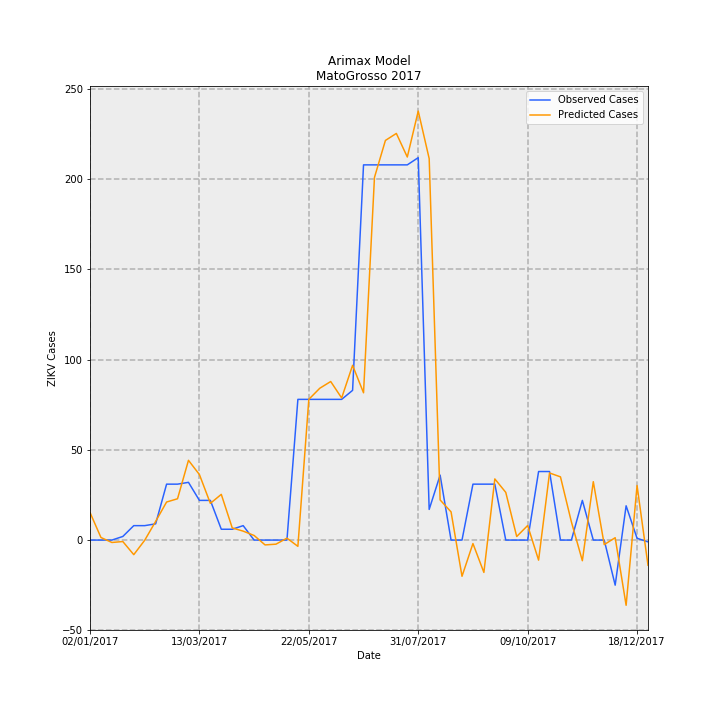 Arimax Model
MatoGrosso 2017
Observed Cases
Predicted Cases
ZIKV Cases
250
200
150
100
50
0
−50
02/01/2017
13/03/2017
22/05/2017
31/07/2017
09/10/2017
18/12/2017
Date